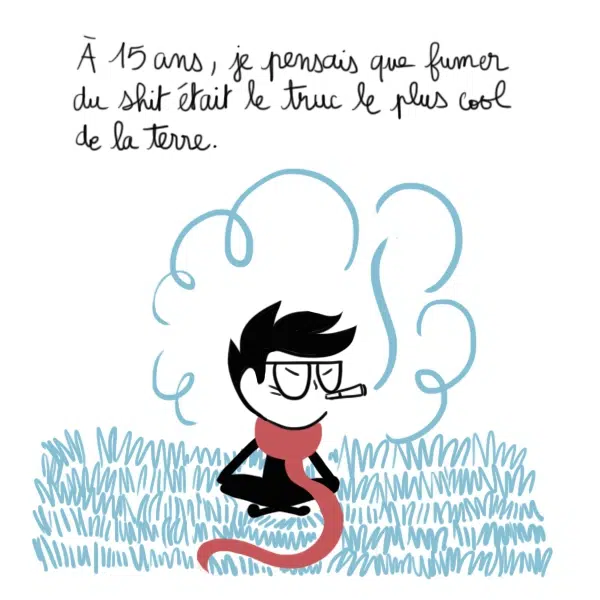 À 15 ans, je pensais que fumer
du shit était le truc le plus cool
de la terre.